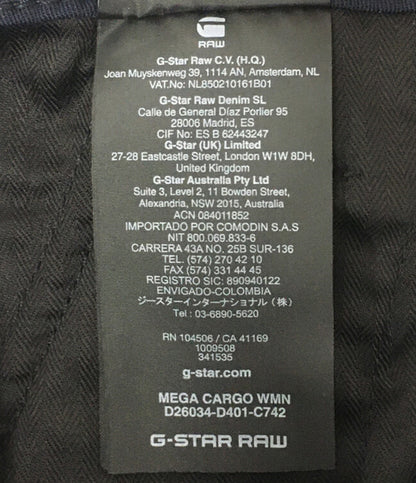 RAW
G-Star Raw C.V. (H.Q.)
Joan Muyskenweg 39, 1114 AN, Amsterdam, NL
VAT.No: NL850210161B01
G-Star Raw Denim SL
Calle de General Díaz Porlier 95
28006 Madrid, ES
CIF No: ES B 62443247
G-Star (UK) Limited
27-28 Eastcastle Street, London W1W 8DH,
United Kingdom
G-Star Australia Pty Ltd
Suite 3, Level 2, 11 Bowden Street,
Alexandria, NSW 2015, Australia
ACN 084011852
IMPORTADO POR COMODIN S.A.S
NIT 800.069.833-6
CARRERA 43A NO. 25B SUR-136
TEL. (574) 270 42 10
FAX (574) 331 44 45
REGISTRO SIC: 890940122
ENVIGADO-COLOMBIA
ジースターインターナショナル（株）
Tel : 03-6890-5620
RN 104506 / CA 41169
1009508
341535
g-star.com
MEGA CARGO WMN
D26034-D401-C742
G-STAR RAW